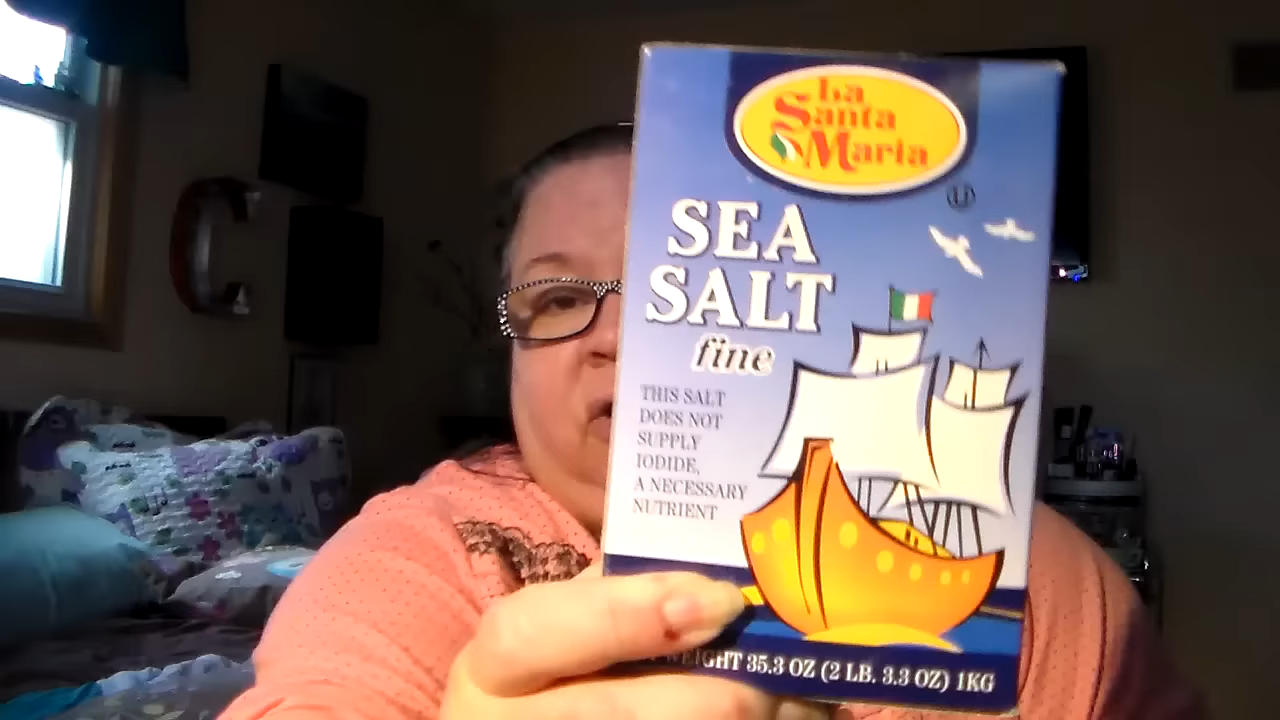 La
Santa
Maria
U
SEA
SALT
fine
THIS SALT
DOES NOT
SUPPLY
IODIDE,
A NECESSARY
NUTRIENT
WEIGHT 35.3 OZ (2 LB. 3.3 OZ) 1KG
C